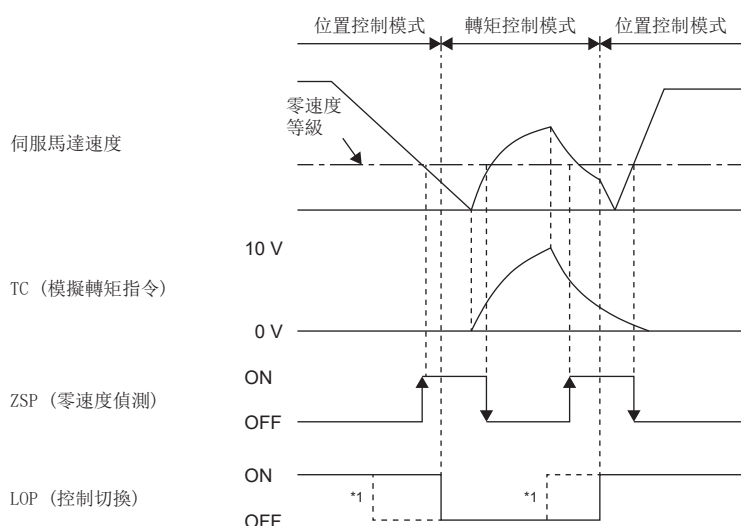 位置控制模式 轉矩控制模式 位置控制模式
零速度
等級
伺服馬達速度
10 V
TC (模擬轉矩指令)
0 V
ON
ZSP (零速度偵測)
OFF
ON
*1 *1
LOP (控制切換)
OFF